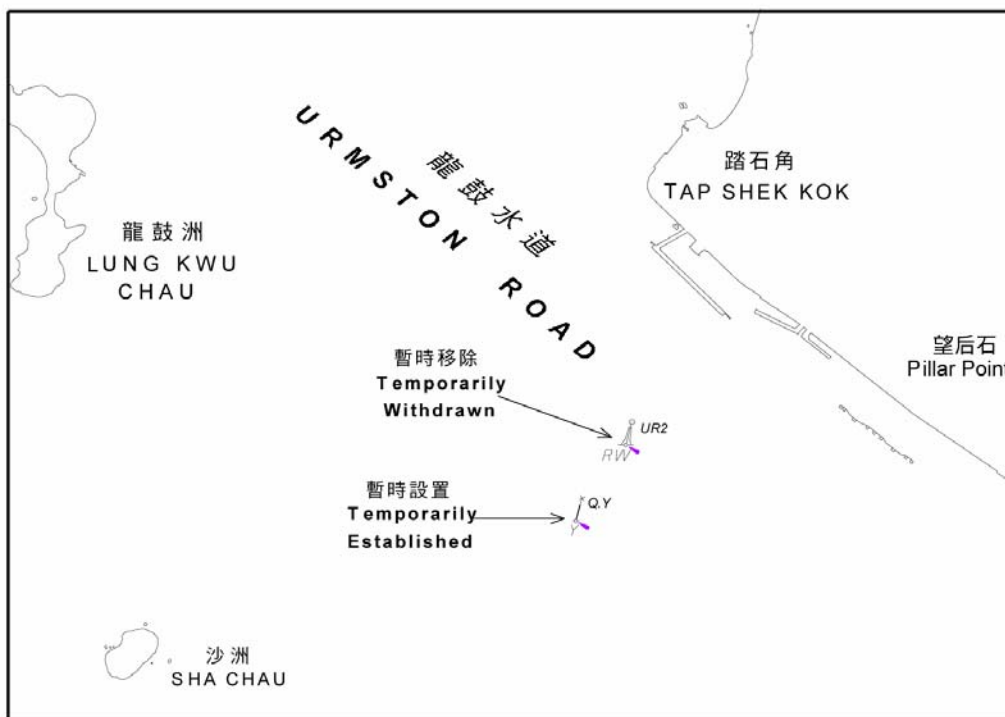 龍鼓水道
URMSTON ROAD
踏石角
TAP SHEK KOK
龍鼓洲
LUNG KWU
CHAU
望后石
Pillar Point
暫時移除
Temporarily
Withdrawn
UR2
RW
暫時設置
Temporarily
Established
Q.Y
Y
沙洲
SHA CHAU